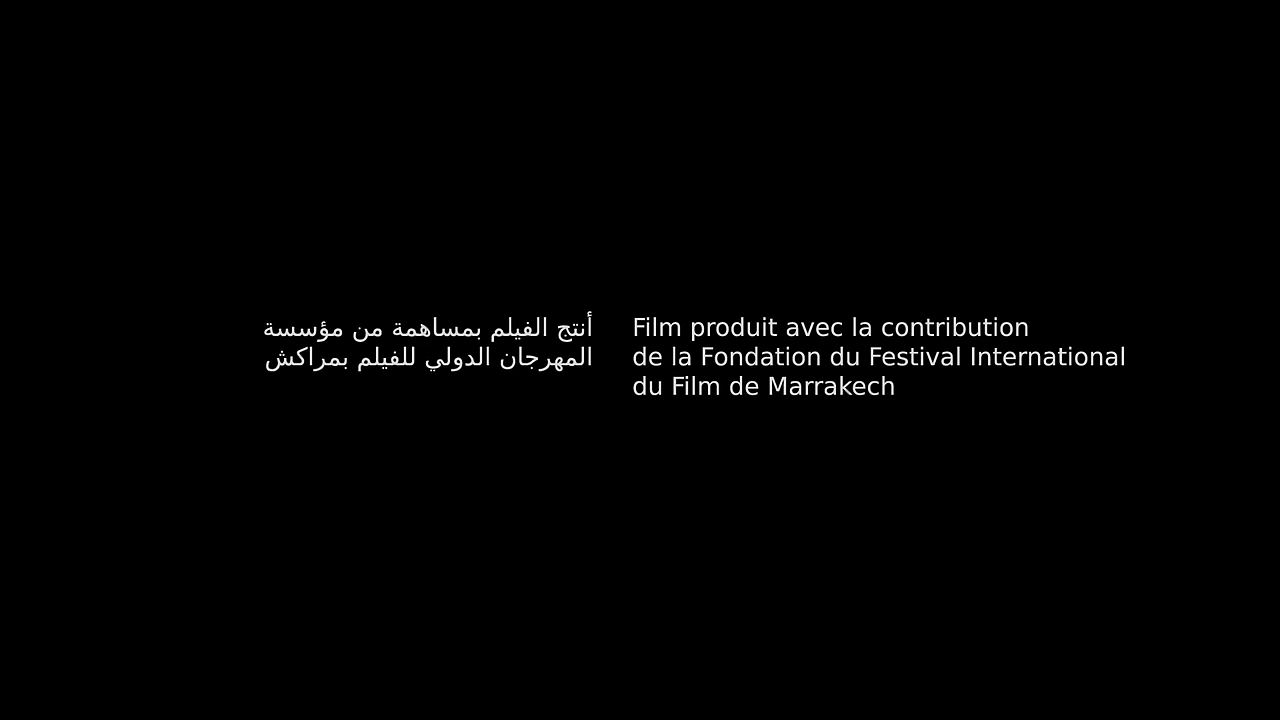 أنتج الفيلم بمساهمة من مؤسسة
المهرجان الدولي للفيلم بمراكش
Film produit avec la contribution
de la Fondation du Festival International
du Film de Marrakech